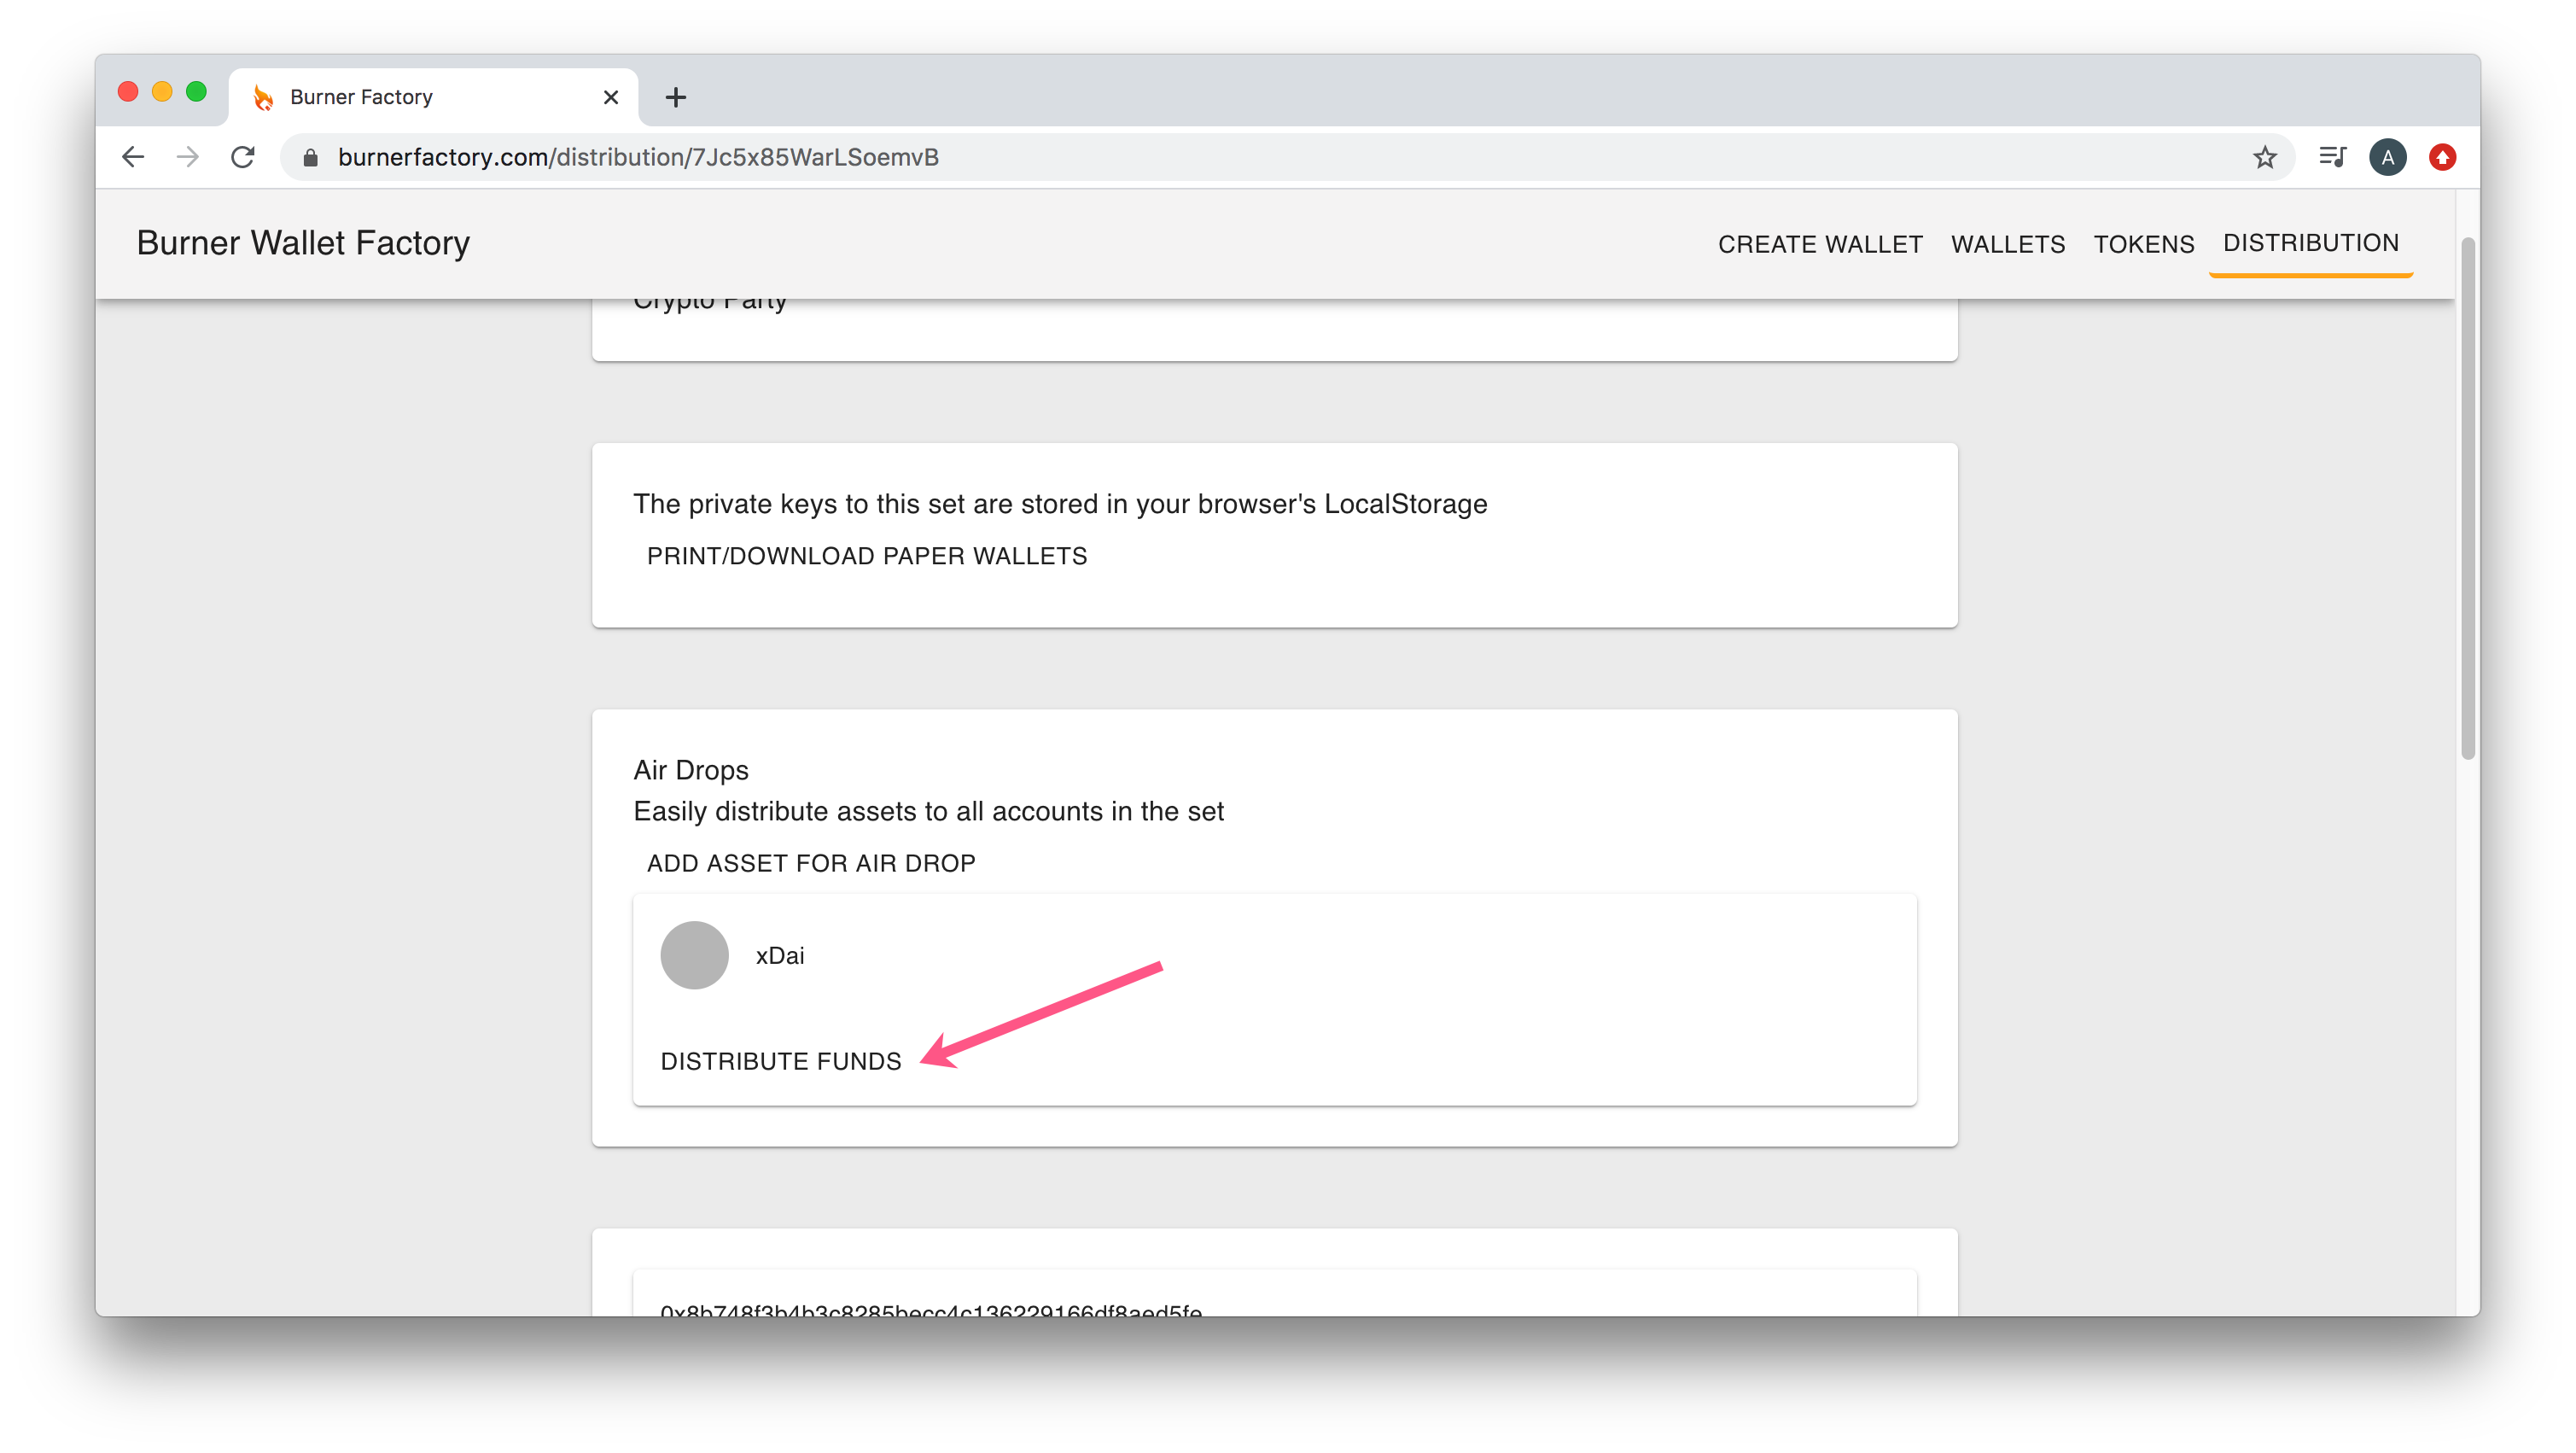 Burner Factory
burnerfactory.com/distribution/7Jc5x85WarLSoemvB
A
Burner Wallet Factory
CREATE WALLET WALLETS TOKENS DISTRIBUTION
Crypto Party
The private keys to this set are stored in your browser's LocalStorage
PRINT/DOWNLOAD PAPER WALLETS
Air Drops
Easily distribute assets to all accounts in the set
ADD ASSET FOR AIR DROP
xDai
DISTRIBUTE FUNDS
0x8b748f3b4b3c8285becc4c136229166df8aed5fe